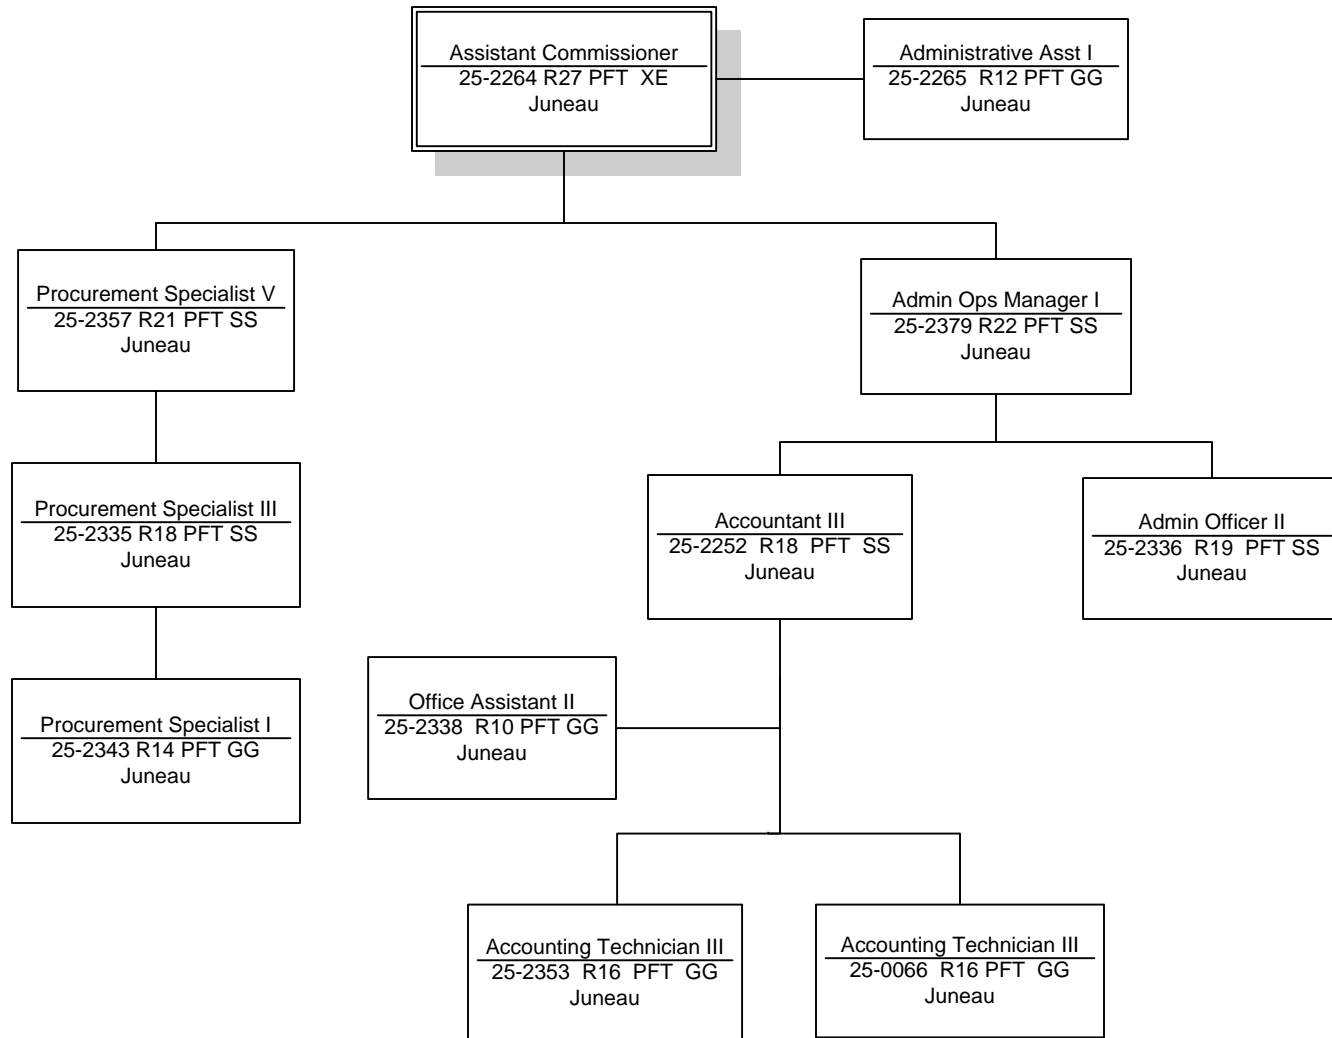 Assistant Commissioner
25-2264 R27 PFT XE
Juneau
Administrative Asst I
25-2265 R12 PFT GG
Juneau
Procurement Specialist V
25-2357 R21 PFT SS
Juneau
Admin Ops Manager I
25-2379 R22 PFT SS
Juneau
Procurement Specialist III
25-2335 R18 PFT SS
Juneau
Accountant III
25-2252 R18 PFT SS
Juneau
Admin Officer II
25-2336 R19 PFT SS
Juneau
Procurement Specialist I
25-2343 R14 PFT GG
Juneau
Office Assistant II
25-2338 R10 PFT GG
Juneau
Accounting Technician III
25-2353 R16 PFT GG
Juneau
Accounting Technician III
25-0066 R16 PFT GG
Juneau